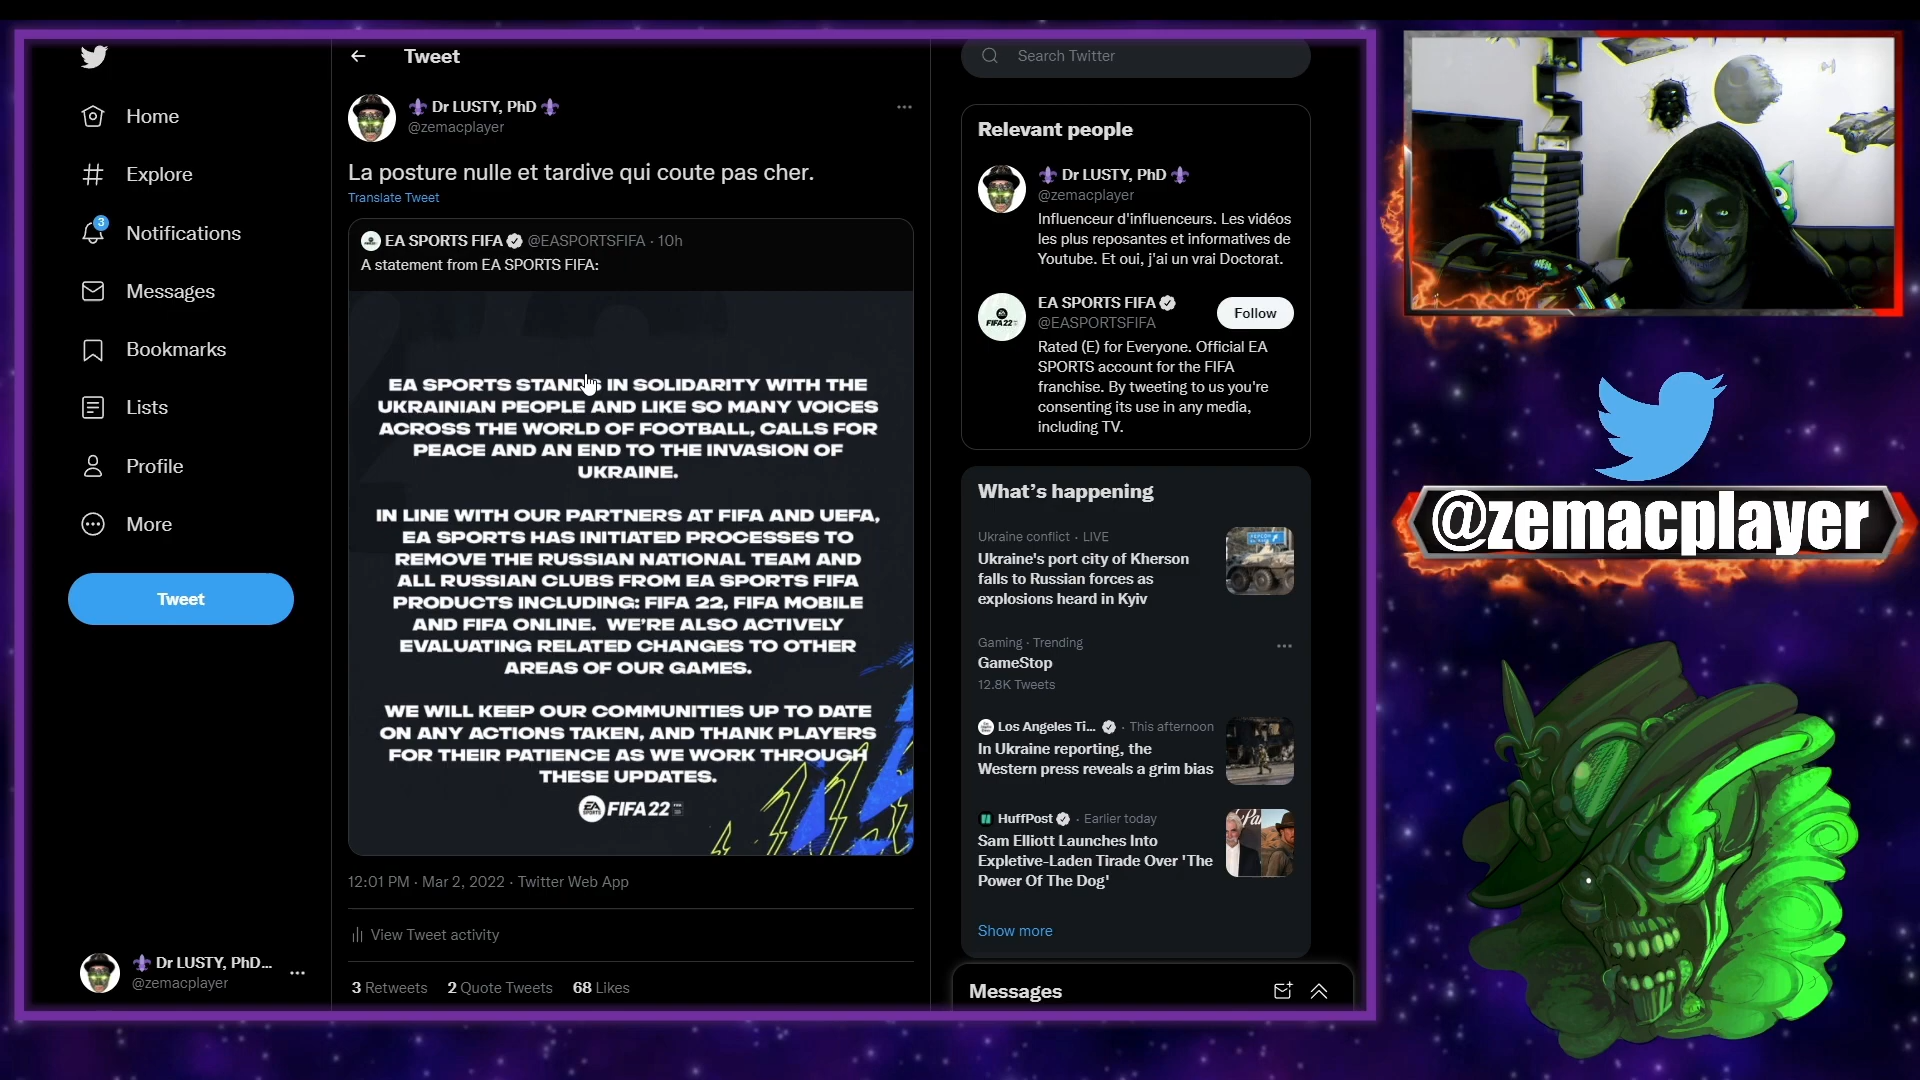 Home
Explore
3
Notifications
Messages
Bookmarks
Lists
Profile
More
Tweet
Dr LUSTY, PhD...
@zemacplayer
Tweet
Dr LUSTY, PhD
@zemacplayer
La posture nulle et tardive qui coute pas cher.
Translate Tweet
EA SPORTS FIFA @EASPORTSFIFA · 10h
A statement from EA SPORTS FIFA:
EA SPORTS STANDS IN SOLIDARITY WITH THE
UKRAINIAN PEOPLE AND LIKE SO MANY VOICES
ACROSS THE WORLD OF FOOTBALL, CALLS FOR
PEACE AND AN END TO THE INVASION OF
UKRAINE.
IN LINE WITH OUR PARTNERS AT FIFA AND UEFA,
EA SPORTS HAS INITIATED PROCESSES TO
REMOVE THE RUSSIAN NATIONAL TEAM AND
ALL RUSSIAN CLUBS FROM EA SPORTS FIFA
PRODUCTS INCLUDING: FIFA 22, FIFA MOBILE
AND FIFA ONLINE. WE'RE ALSO ACTIVELY
EVALUATING RELATED CHANGES TO OTHER
AREAS OF OUR GAMES.
WE WILL KEEP OUR COMMUNITIES UP TO DATE
ON ANY ACTIONS TAKEN, AND THANK PLAYERS
FOR THEIR PATIENCE AS WE WORK THROUGH
THESE UPDATES.
EA SPORTS FIFA 22
12:01 PM · Mar 2, 2022 · Twitter Web App
View Tweet activity
3 Retweets 2 Quote Tweets 68 Likes
Search Twitter
Relevant people
Dr LUSTY, PhD
@zemacplayer
Influenceur d'influenceurs. Les vidéos
les plus reposantes et informatives de
Youtube. Et oui, j'ai un vrai Doctorat.
EA SPORTS FIFA
@EASPORTSFIFA
Follow
FIFA 22
Rated (E) for Everyone. Official EA
SPORTS account for the FIFA
franchise. By tweeting to us you're
consenting its use in any media,
including TV.
What's happening
Ukraine conflict · LIVE
Ukraine's port city of Kherson
falls to Russian forces as
explosions heard in Kyiv
Gaming · Trending
GameStop
12.8K Tweets
Los Angeles Ti... · This afternoon
In Ukraine reporting, the
Western press reveals a grim bias
HuffPost · Earlier today
Sam Elliott Launches Into
Expletive-Laden Tirade Over 'The
Power Of The Dog'
Show more
Messages
@zemacplayer